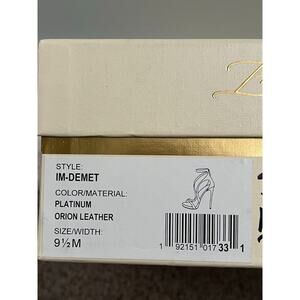 STYLE:
IM-DEMET
COLOR/MATERIAL:
PLATINUM
ORION LEATHER
SIZE/WIDTH:
9½M
1 92151 01733 1